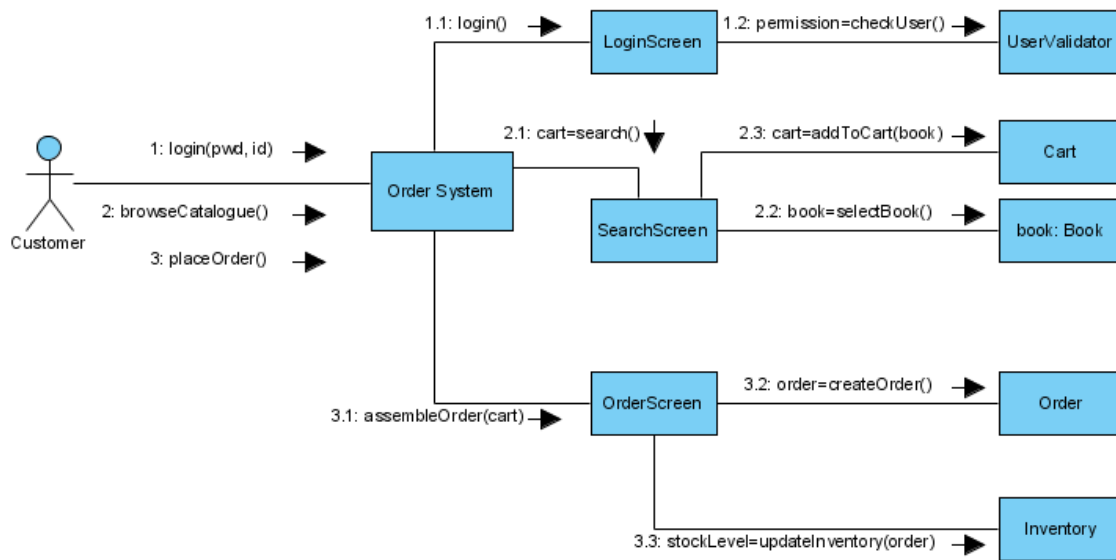 1.1: login()
1.2: permission=checkUser()
LoginScreen
UserValidator
2.1: cart=search()
2.3: cart=addToCart(book)
1: login(pwd, id)
Cart
Order System
2: browseCatalogue()
2.2: book=selectBook()
SearchScreen
book: Book
Customer
3: placeOrder()
3.2: order=createOrder()
OrderScreen
Order
3.1: assembleOrder(cart)
Inventory
3.3: stockLevel=updateInventory(order)